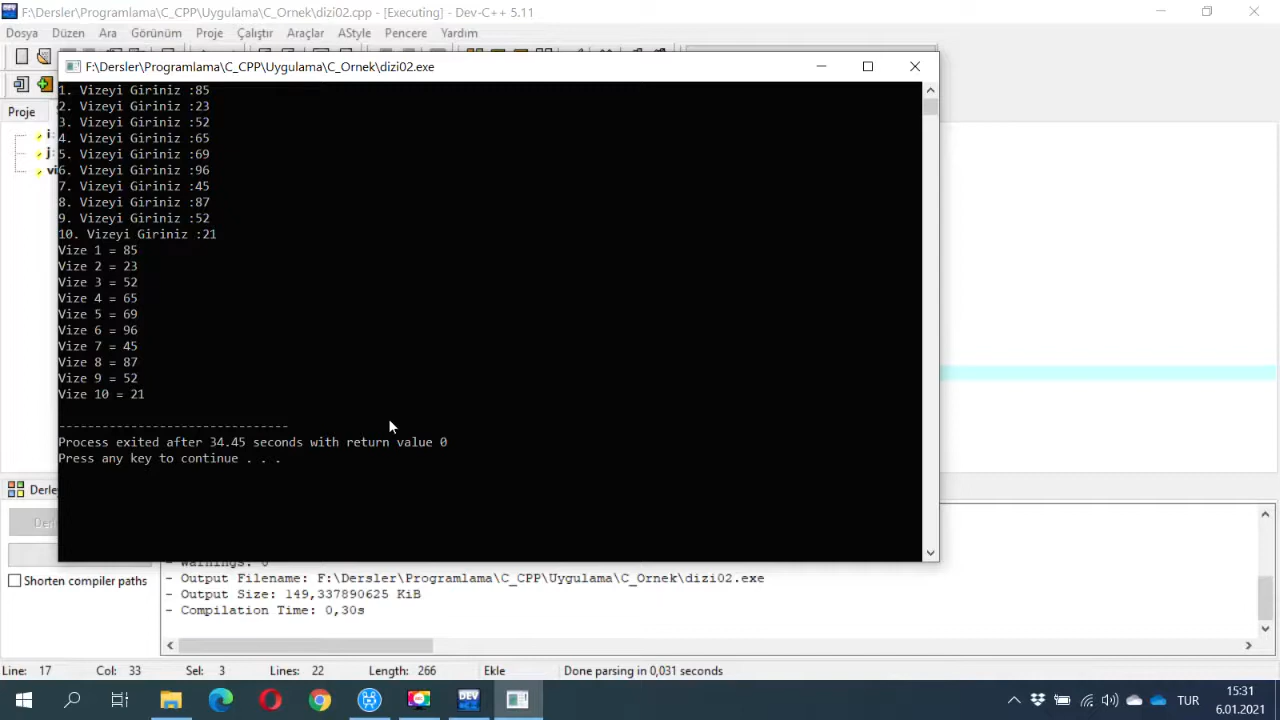 F:\Dersler\Programlama\C_CPP\Uygulama\C_Ornek\dizi02.cpp - [Executing] - Dev-C++ 5.11
Dosya Düzen Ara Görünüm Proje Çalıştır Araçlar AStyle Pencere Yardım
F:\Dersler\Programlama\C_CPP\Uygulama\C_Ornek\dizi02.exe
Proje
1. Vizeyi Giriniz :85
2. Vizeyi Giriniz :23
3. Vizeyi Giriniz :52
4. Vizeyi Giriniz :65
5. Vizeyi Giriniz :69
6. Vizeyi Giriniz :96
7. Vizeyi Giriniz :45
8. Vizeyi Giriniz :87
9. Vizeyi Giriniz :52
10. Vizeyi Giriniz :21
Vize 1 = 85
Vize 2 = 23
Vize 3 = 52
Vize 4 = 65
Vize 5 = 69
Vize 6 = 96
Vize 7 = 45
Vize 8 = 87
Vize 9 = 52
Vize 10 = 21
--------------------------------
Process exited after 34.45 seconds with return value 0
Press any key to continue . . .
- Warnings: 0
- Output Filename: F:\Dersler\Programlama\C_CPP\Uygulama\C_Ornek\dizi02.exe
- Output Size: 149,337890625 KiB
- Compilation Time: 0,30s
Shorten compiler paths
Line: 17 Col: 33 Sel: 3 Lines: 22 Length: 266 Ekle Done parsing in 0,031 seconds
DEV
TUR
15:31
6.01.2021